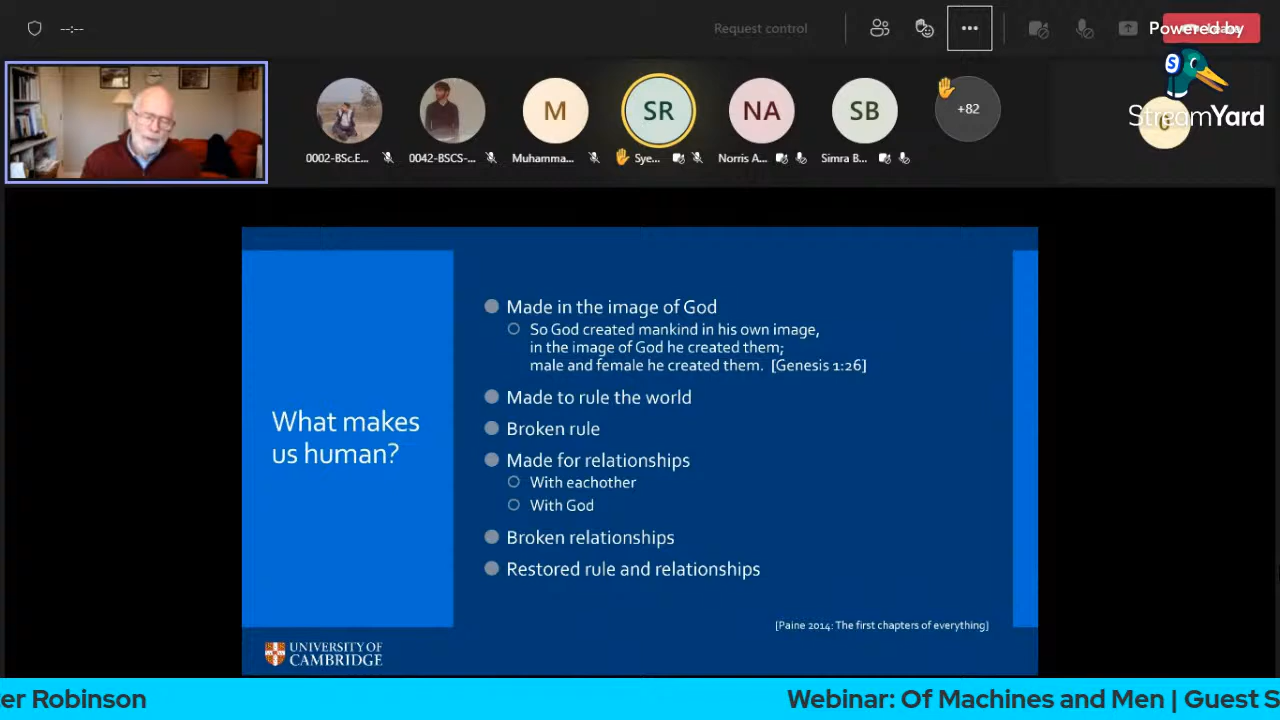 --:--
Request control
Powered by
StreamYard
M
SR
NA
SB
+82
0002-BSc.E...
0042-BSCS-...
Muhamma...
Sye...
Norris A...
Simra B...
What makes
us human?
Made in the image of God
So God created mankind in his own image,
in the image of God he created them;
male and female he created them. [Genesis 1:26]
Made to rule the world
Broken rule
Made for relationships
With eachother
With God
Broken relationships
Restored rule and relationships
[Paine 2014: The first chapters of everything]
UNIVERSITY OF
CAMBRIDGE
er Robinson
Webinar: Of Machines and Men | Guest S